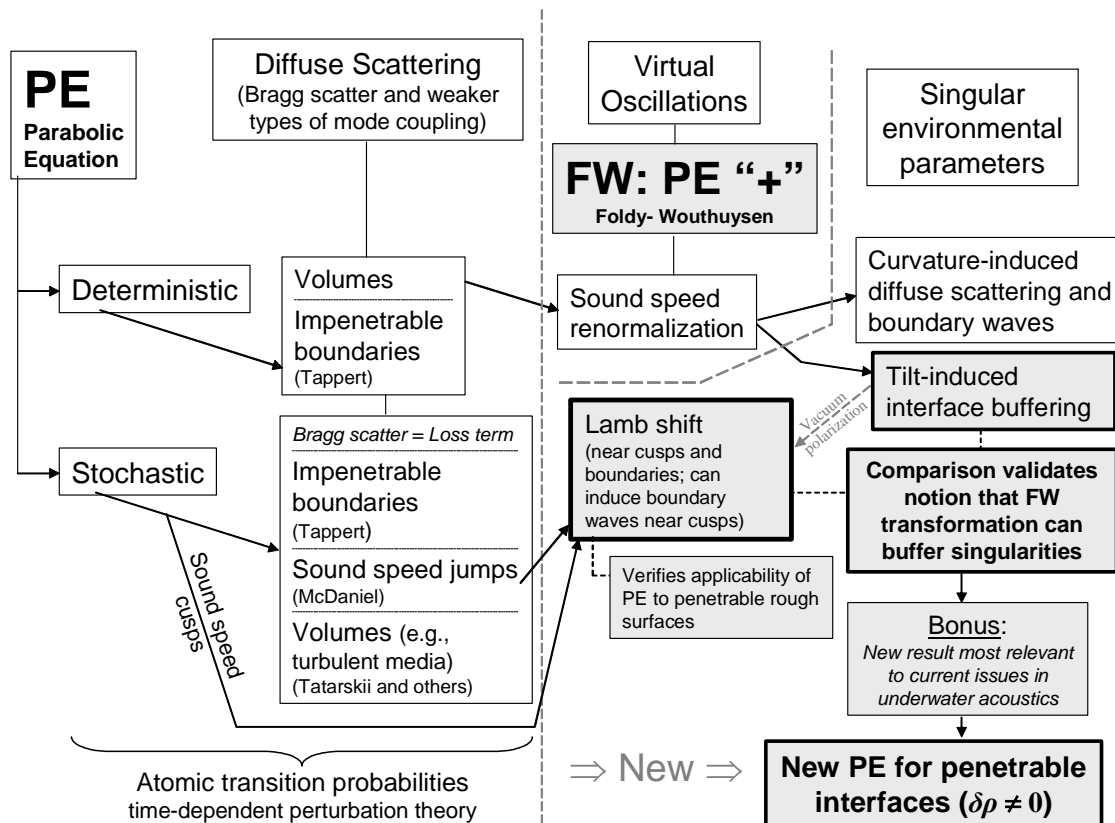 PE
Parabolic
Equation
Diffuse Scattering
(Bragg scatter and weaker
types of mode coupling)
Virtual
Oscillations
Singular
environmental
parameters
FW: PE “+”
Foldy- Wouthuysen
Deterministic
Volumes
Impenetrable
boundaries
(Tappert)
Sound speed
renormalization
Curvature-induced
diffuse scattering and
boundary waves
Tilt-induced
interface buffering
Vacuum
polarization
Stochastic
Bragg scatter = Loss term
Impenetrable
boundaries
(Tappert)
Sound speed jumps
(McDaniel)
Volumes (e.g.,
turbulent media)
(Tatarskii and others)
Sound speed
cusps
Lamb shift
(near cusps and
boundaries; can
induce boundary
waves near cusps)
Verifies applicability of
PE to penetrable rough
surfaces
Comparison validates
notion that FW
transformation can
buffer singularities
Bonus:
New result most relevant
to current issues in
underwater acoustics
Atomic transition probabilities
time-dependent perturbation theory
⇒ New ⇒
New PE for penetrable
interfaces (δρ ≠ 0)